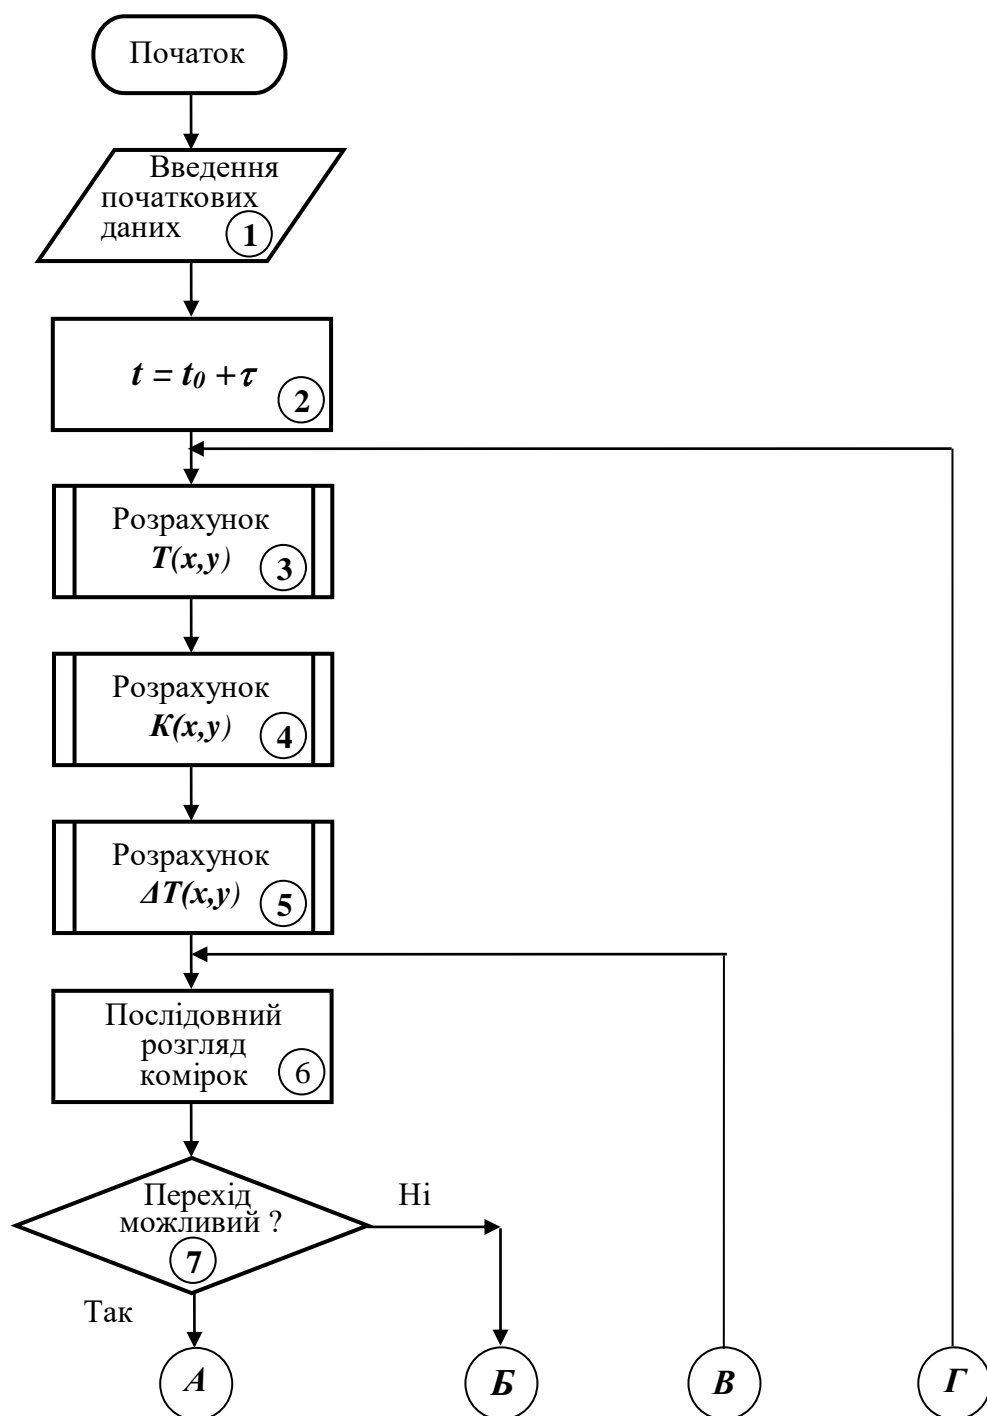 Початок
Введення
початкових
даних
1
t = t₀ + τ
2
Розрахунок
T(x,y)
3
Розрахунок
K(x,y)
4
Розрахунок
ΔT(x,y)
5
Послідовний
розгляд
комірок
6
Перехід
можливий ?
7
Ні
Так
А
Б
В
Г